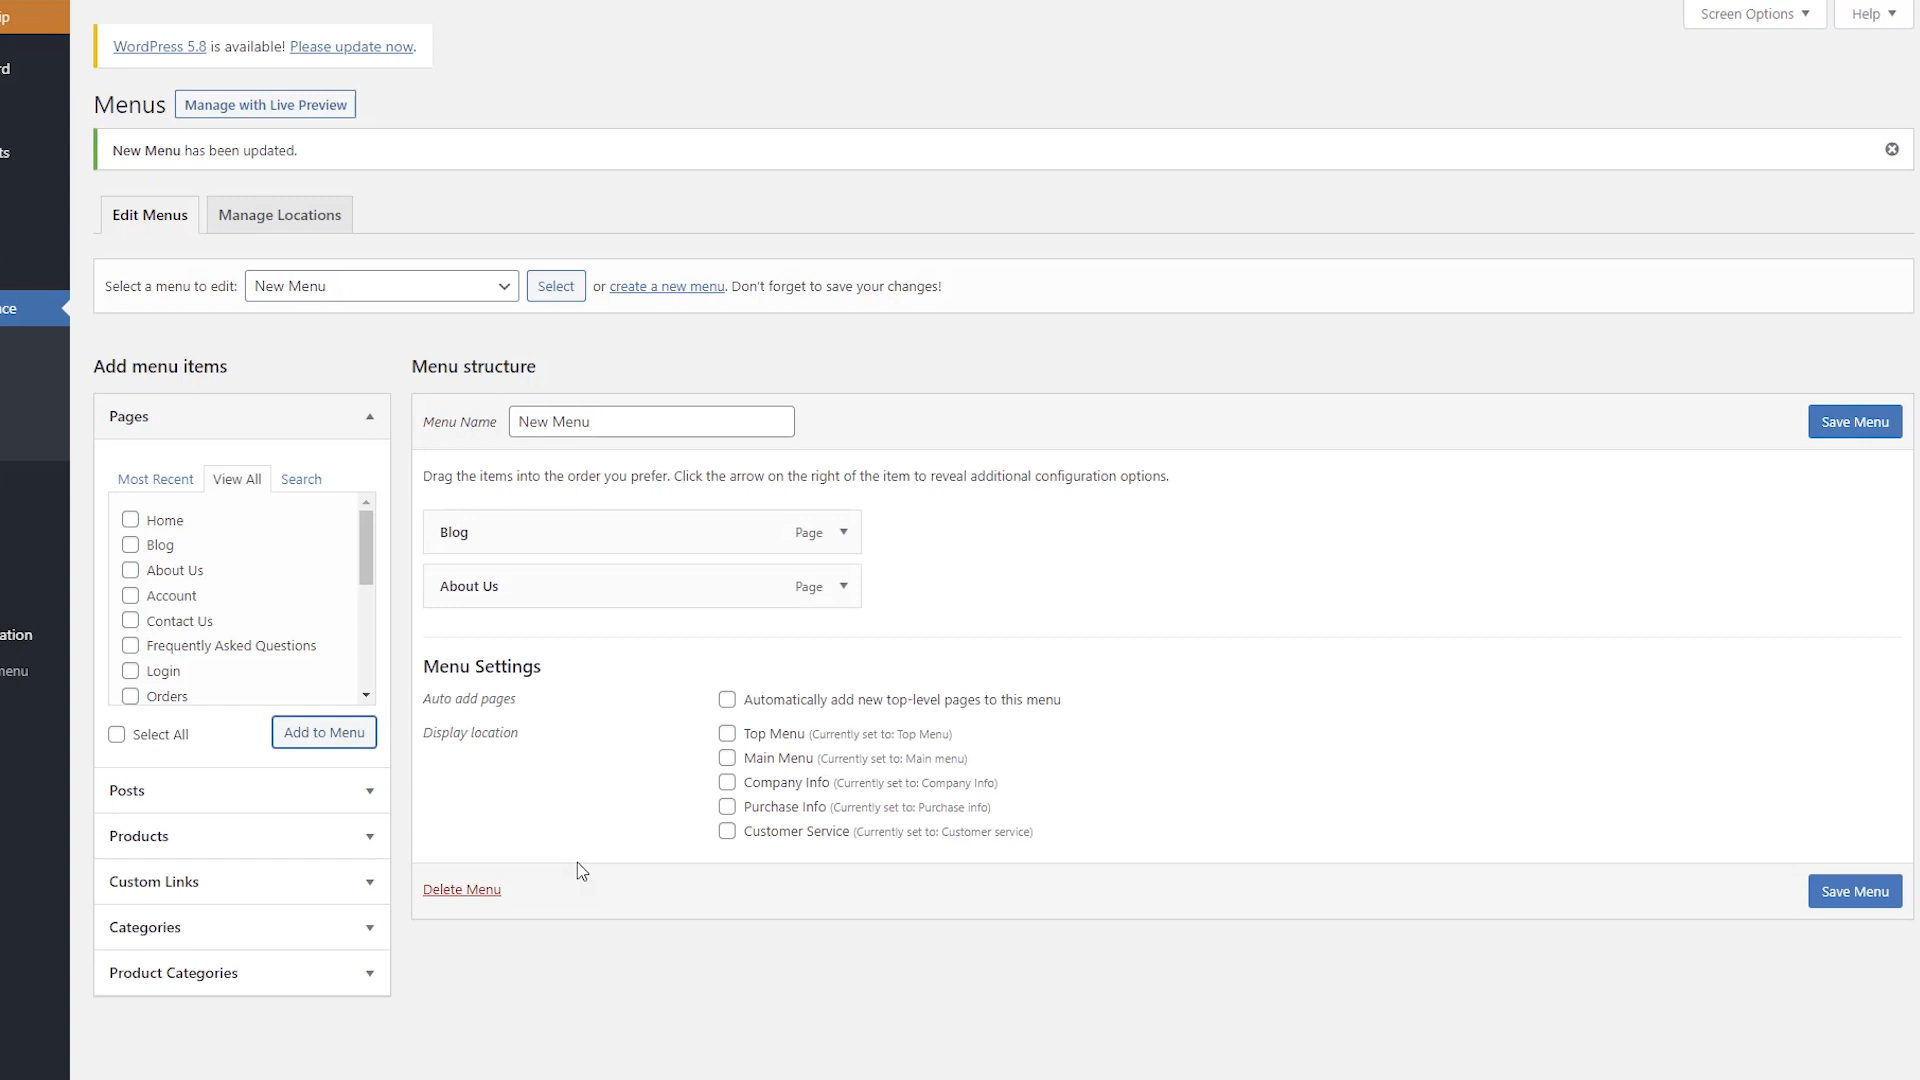 ip
Screen Options
Help
WordPress 5.8 is available! Please update now.
rd
Menus
Manage with Live Preview
ts
New Menu has been updated.
Edit Menus
Manage Locations
Select a menu to edit:
New Menu
Select
or create a new menu. Don't forget to save your changes!
ce
Add menu items
Menu structure
Pages
Menu Name
New Menu
Save Menu
Most Recent
View All
Search
Drag the items into the order you prefer. Click the arrow on the right of the item to reveal additional configuration options.
Home
Blog
About Us
Account
Contact Us
Frequently Asked Questions
Login
Orders
Select All
Add to Menu
Blog
Page
About Us
Page
ation
menu
Menu Settings
Auto add pages
Automatically add new top-level pages to this menu
Display location
Top Menu (Currently set to: Top Menu)
Main Menu (Currently set to: Main menu)
Company Info (Currently set to: Company Info)
Purchase Info (Currently set to: Purchase info)
Customer Service (Currently set to: Customer service)
Posts
Products
Custom Links
Categories
Product Categories
Delete Menu
Save Menu